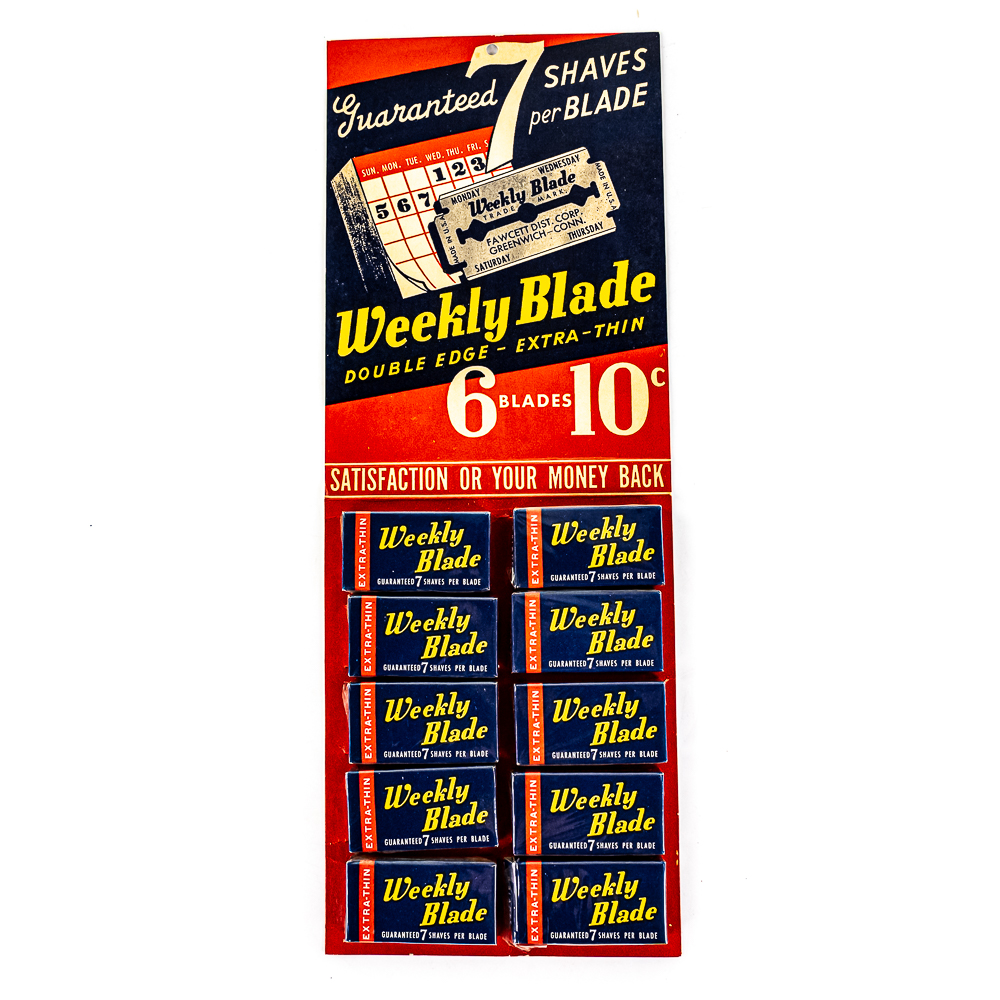 Guaranteed 7 SHAVES
per BLADE
SUN. MON. TUE. WED. THU. FRI. S
1 2 3
5 6 7
MONDAY WEDNESDAY
Weekly Blade
TRADE MARK.
MADE IN U.S.A.
MADE IN U.S.A.
FAWCETT DIST. CORP.
GREENWICH-CONN.
SATURDAY THURSDAY
Weekly Blade
DOUBLE EDGE - EXTRA-THIN
6 BLADES 10c
SATISFACTION OR YOUR MONEY BACK
EXTRA-THIN
Weekly
Blade
GUARANTEED 7 SHAVES PER BLADE
EXTRA-THIN
Weekly
Blade
GUARANTEED 7 SHAVES PER BLADE
EXTRA-THIN
Weekly
Blade
GUARANTEED 7 SHAVES PER BLADE
EXTRA-THIN
Weekly
Blade
GUARANTEED 7 SHAVES PER BLADE
EXTRA-THIN
Weekly
Blade
GUARANTEED 7 SHAVES PER BLADE
EXTRA-THIN
Weekly
Blade
GUARANTEED 7 SHAVES PER BLADE
EXTRA-THIN
Weekly
Blade
GUARANTEED 7 SHAVES PER BLADE
EXTRA-THIN
Weekly
Blade
GUARANTEED 7 SHAVES PER BLADE
EXTRA-THIN
Weekly
Blade
GUARANTEED 7 SHAVES PER BLADE
EXTRA-THIN
Weekly
Blade
GUARANTEED 7 SHAVES PER BLADE